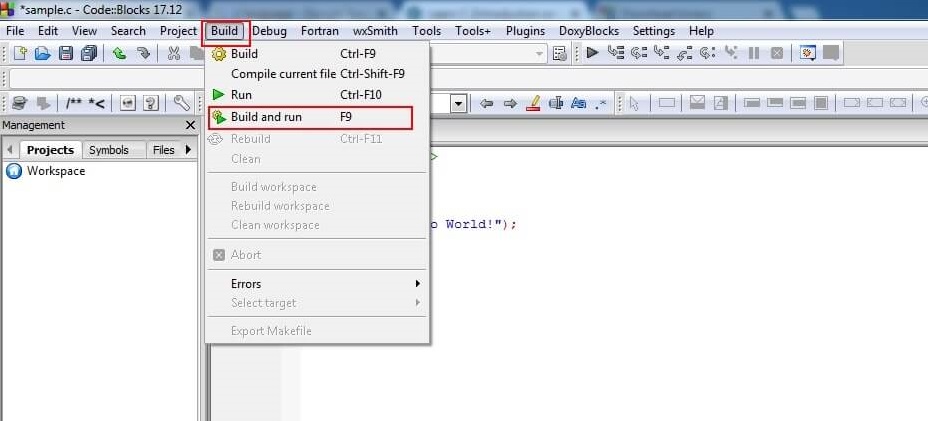 *sample.c - Code::Blocks 17.12
File Edit View Search Project Build Debug Fortran wxSmith Tools Tools+ Plugins DoxyBlocks Settings Help
Build Ctrl-F9
Compile current file Ctrl-Shift-F9
Run Ctrl-F10
Build and run F9
Rebuild Ctrl-F11
Clean
Build workspace
Rebuild workspace
Clean workspace
Abort
Errors
Select target
Export Makefile
/** *<
Aa .*
Management
Projects Symbols Files
Workspace
>
o World!");